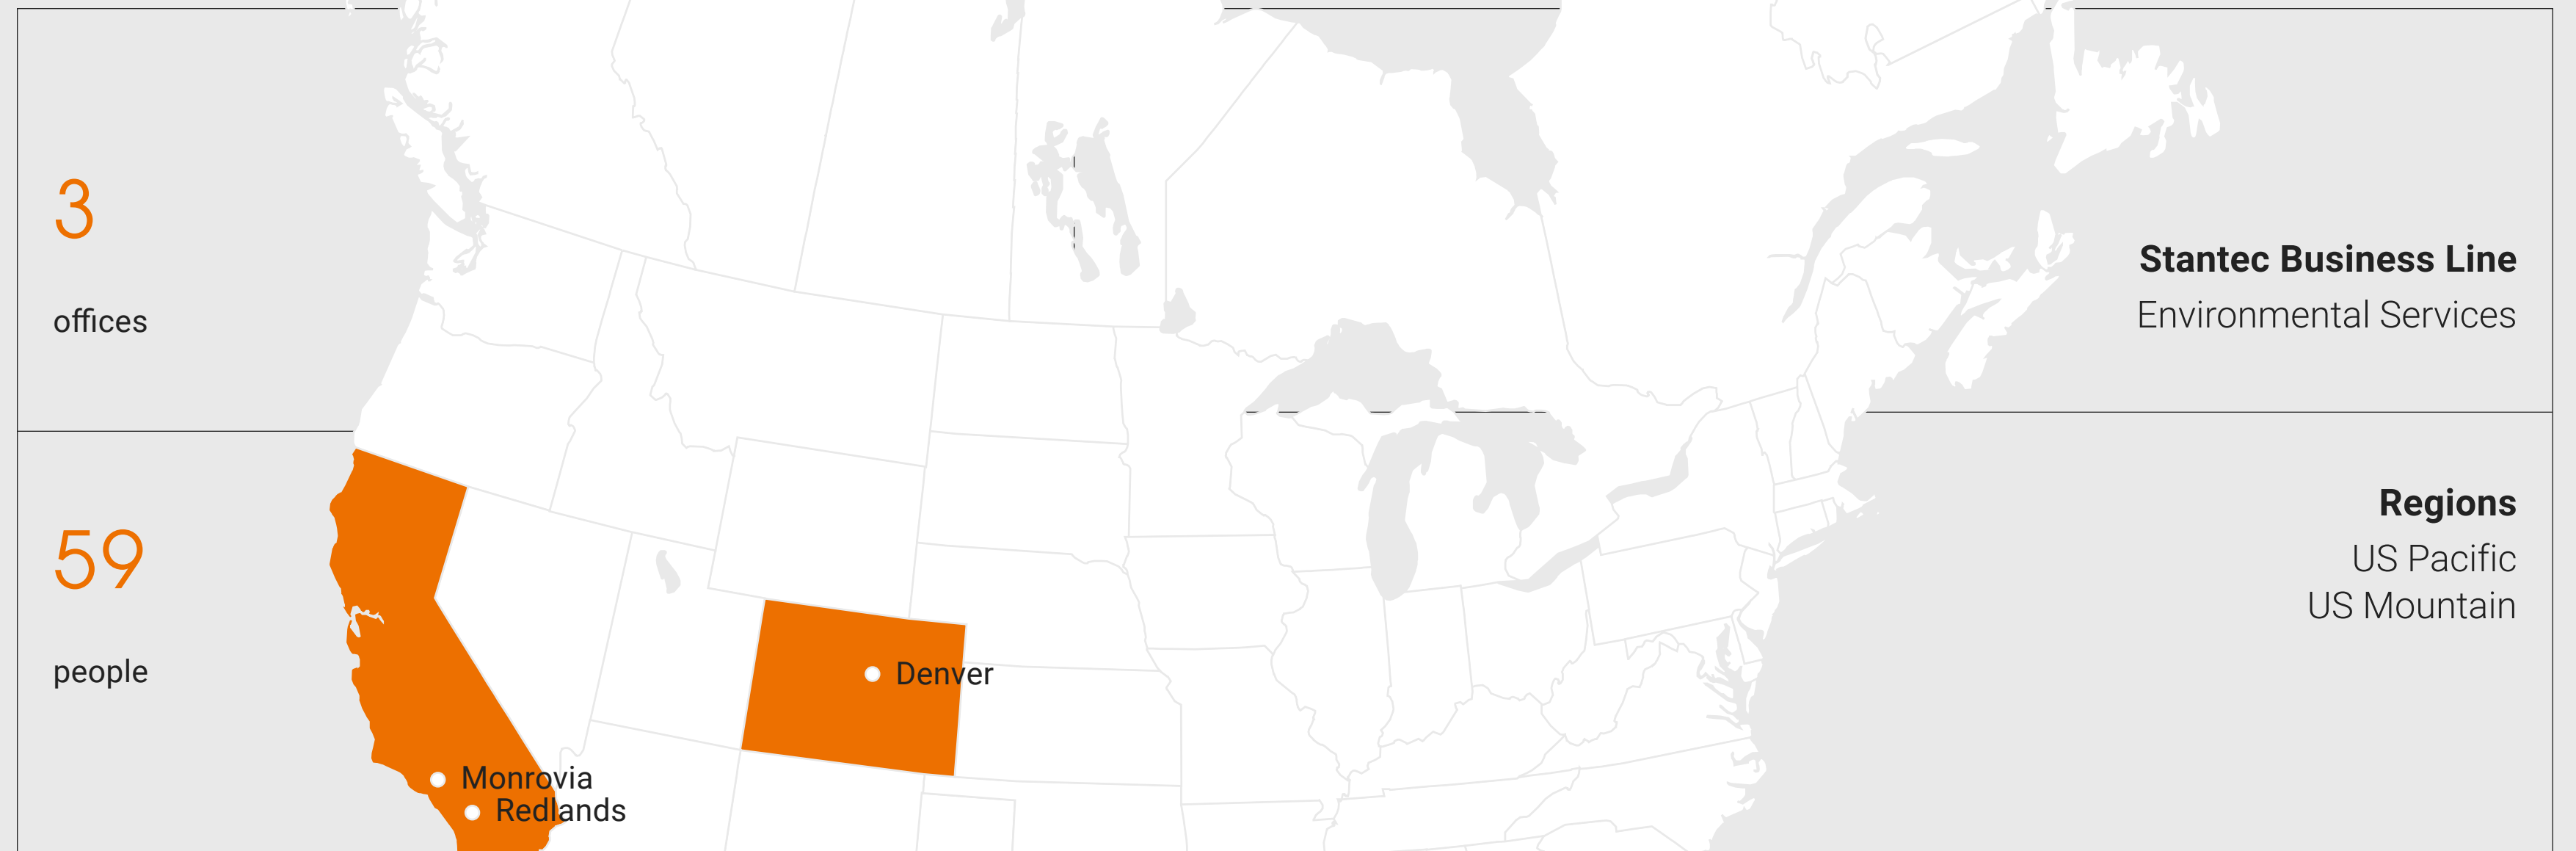 3
offices
59
people
Denver
Monrovia
Redlands
Stantec Business Line
Environmental Services
Regions
US Pacific
US Mountain